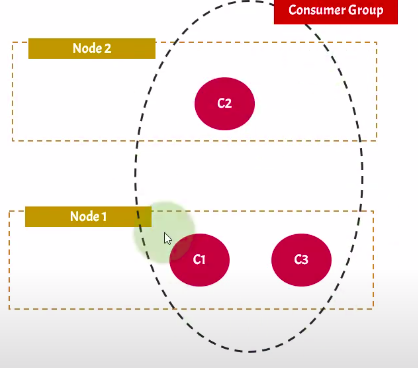 Consumer Group
Node 2
C2
Node 1
C1
C3